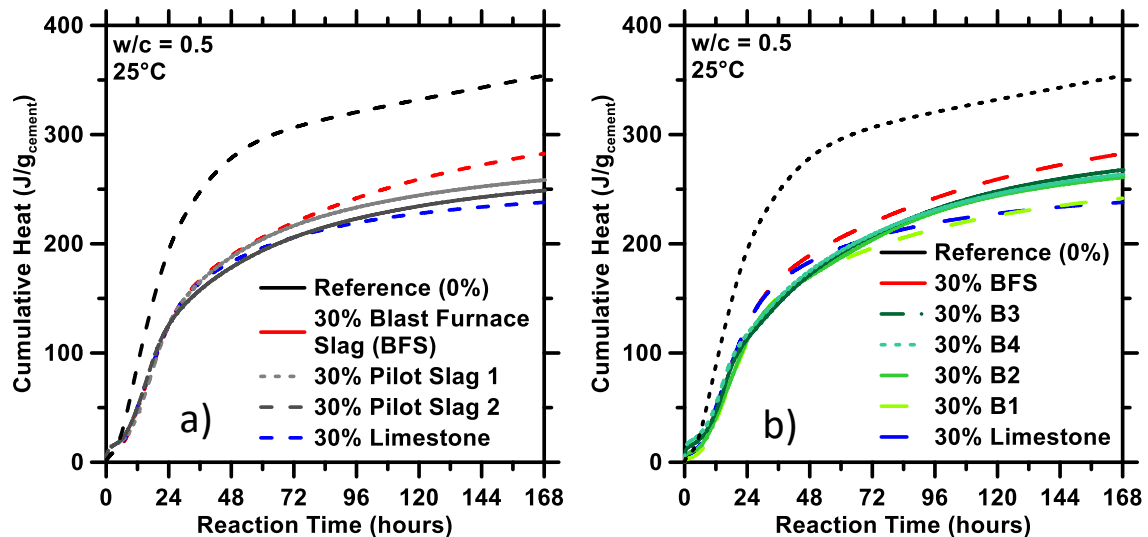 400
300
200
100
0
Cumulative Heat (J/gcement)
w/c = 0.5
25°C
Reference (0%)
30% Blast Furnace
Slag (BFS)
30% Pilot Slag 1
30% Pilot Slag 2
30% Limestone
a)
0 24 48 72 96 120 144 168
Reaction Time (hours)
400
300
200
100
0
Cumulative Heat (J/gcement)
w/c = 0.5
25°C
Reference (0%)
30% BFS
30% B3
30% B4
30% B2
30% B1
30% Limestone
b)
0 24 48 72 96 120 144 168
Reaction Time (hours)